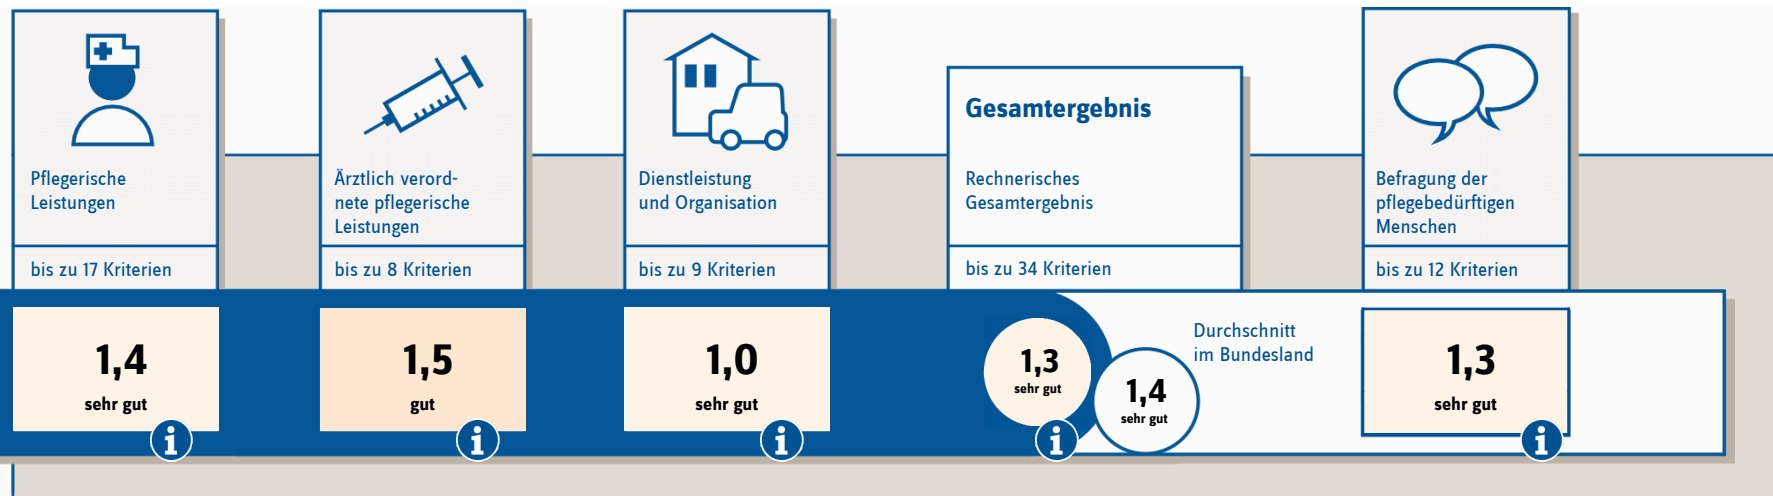 Pflegerische
Leistungen
bis zu 17 Kriterien
1,4
sehr gut
i
Ärztlich verord-
nete pflegerische
Leistungen
bis zu 8 Kriterien
1,5
gut
i
Dienstleistung
und Organisation
bis zu 9 Kriterien
1,0
sehr gut
i
Gesamtergebnis
Rechnerisches
Gesamtergebnis
bis zu 34 Kriterien
1,3
sehr gut
i
1,4
sehr gut
Durchschnitt
im Bundesland
Befragung der
pflegebedürftigen
Menschen
bis zu 12 Kriterien
1,3
sehr gut
i